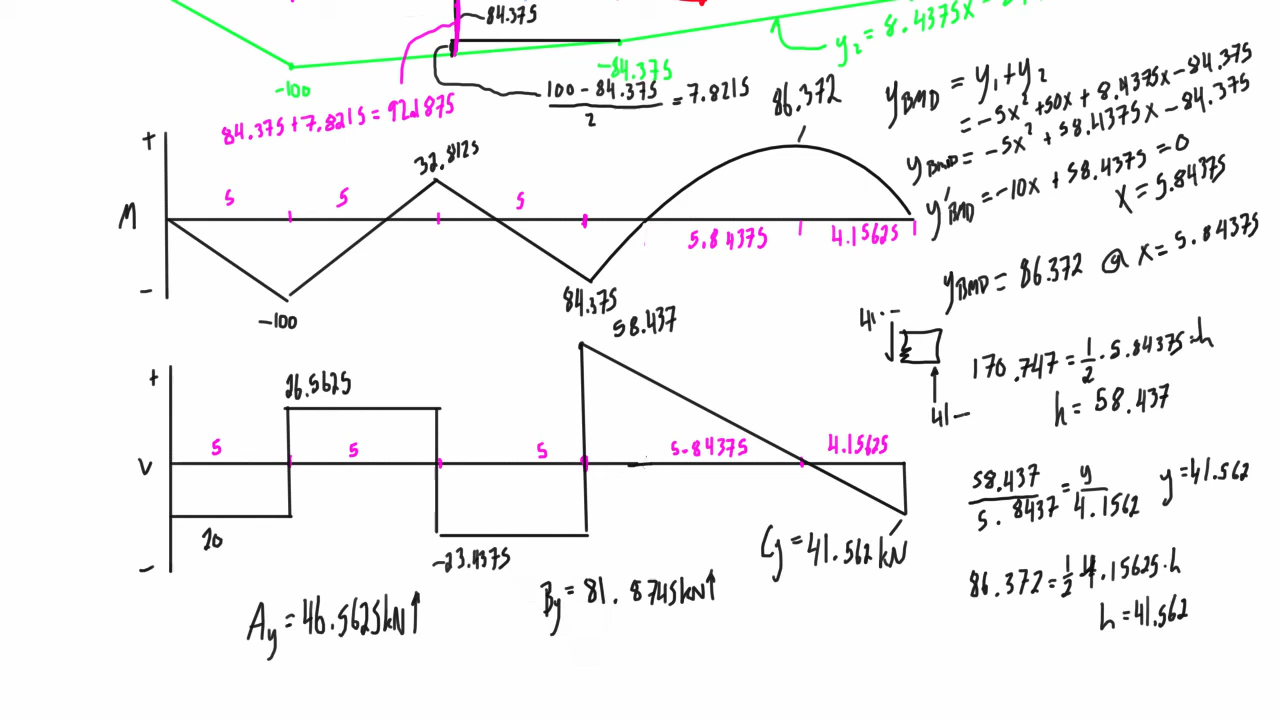 84.375
y₂ = 8.4375x - 84.375
-100
-84.375
100 - 84.375 / 2 = 7.8215
84.375 + 7.8215 = 92.1875
86.372
y_BMD = y₁ + y₂
= -5x² + 50x + 8.4375x - 84.375
y_BMD = -5x² + 58.4375x - 84.375
y'_BMD = -10x + 58.4375 = 0
x = 5.84375
y_BMD = 86.372 @ x = 5.84375
+
M
-
5
5
32.8125
5
5.84375
4.15625
-100
84.375
58.437
41.-
41-
170.747 = 1/2 · 5.84375 · h
h = 58.437
+
V
-
26.5625
5
5
5
5.84375
4.15625
20
-23.4375
Cy = 41.562 kN
58.437 / 5.8437 = y / 4.1562
y = 41.562
86.372 = 1/2 4.15625 · h
h = 41.562
Ay = 46.5625 kN↑
By = 81.8745 kN↑